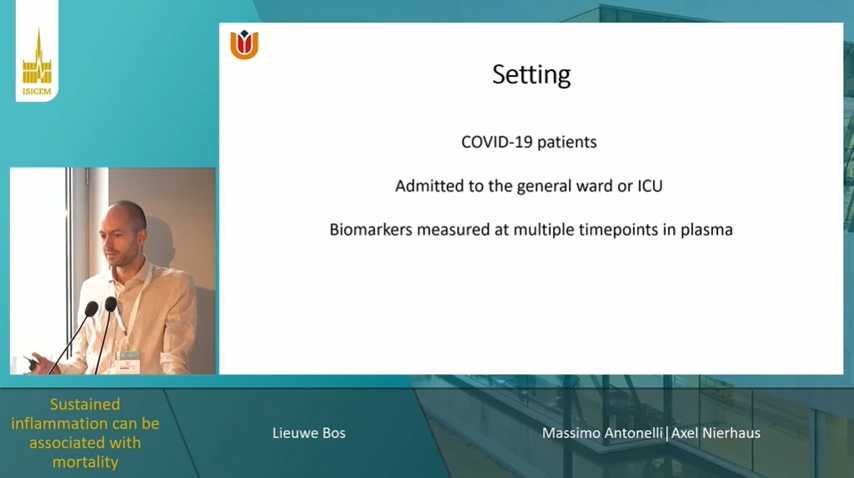 ISICEM
Setting
COVID-19 patients
Admitted to the general ward or ICU
Biomarkers measured at multiple timepoints in plasma
Sustained
inflammation can be
associated with
mortality
Lieuwe Bos
Massimo Antonelli|Axel Nierhaus